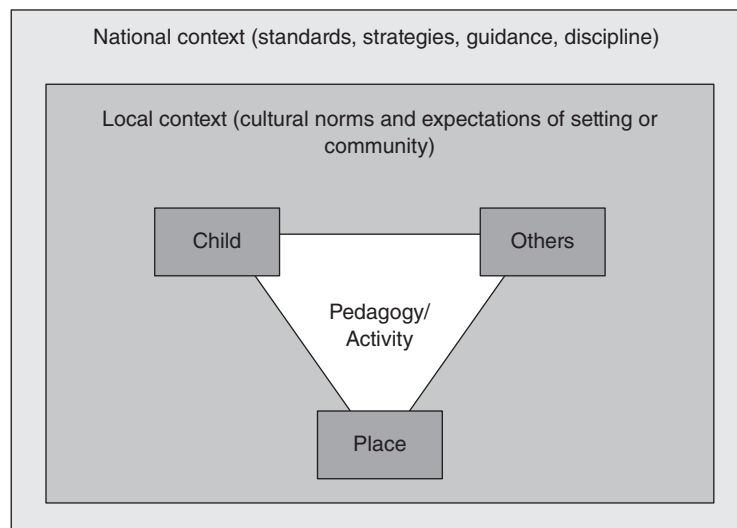 National context (standards, strategies, guidance, discipline)
Local context (cultural norms and expectations of setting or
community)
Child
Others
Pedagogy/
Activity
Place